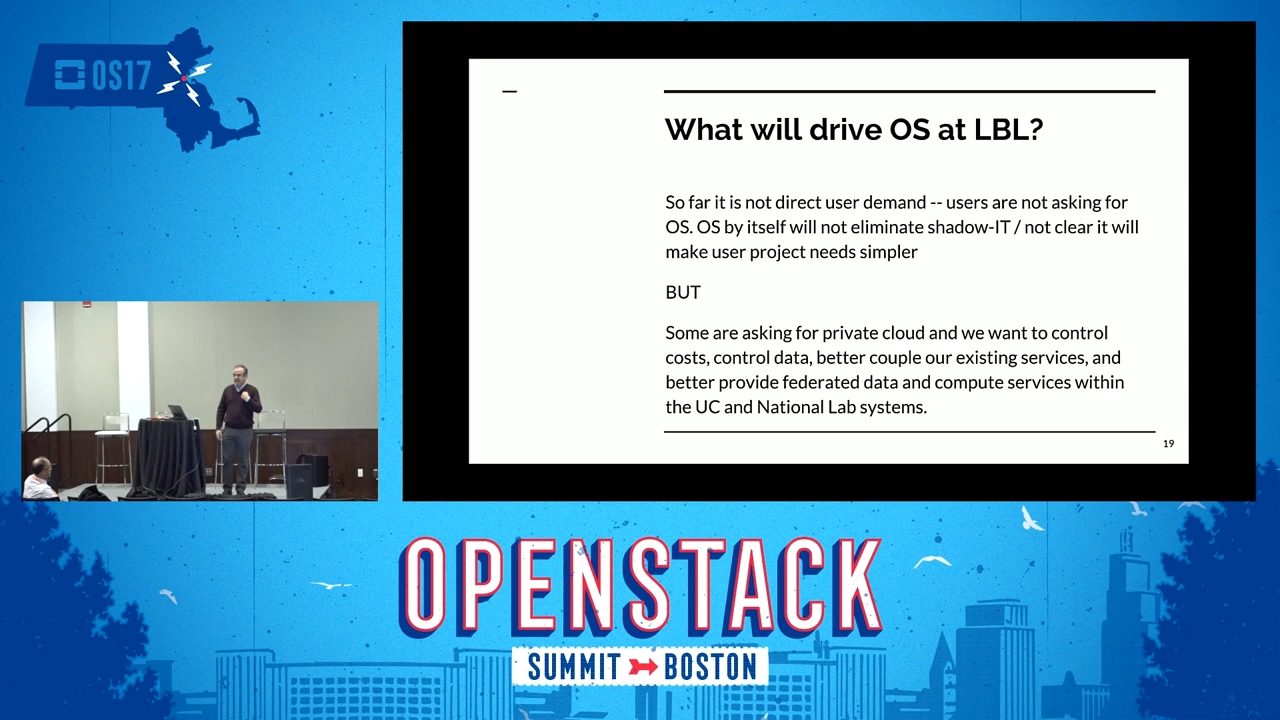 OS17
What will drive OS at LBL?
So far it is not direct user demand -- users are not asking for
OS. OS by itself will not eliminate shadow-IT / not clear it will
make user project needs simpler
BUT
Some are asking for private cloud and we want to control
costs, control data, better couple our existing services, and
better provide federated data and compute services within
the UC and National Lab systems.
19
OPENSTACK
SUMMIT BOSTON